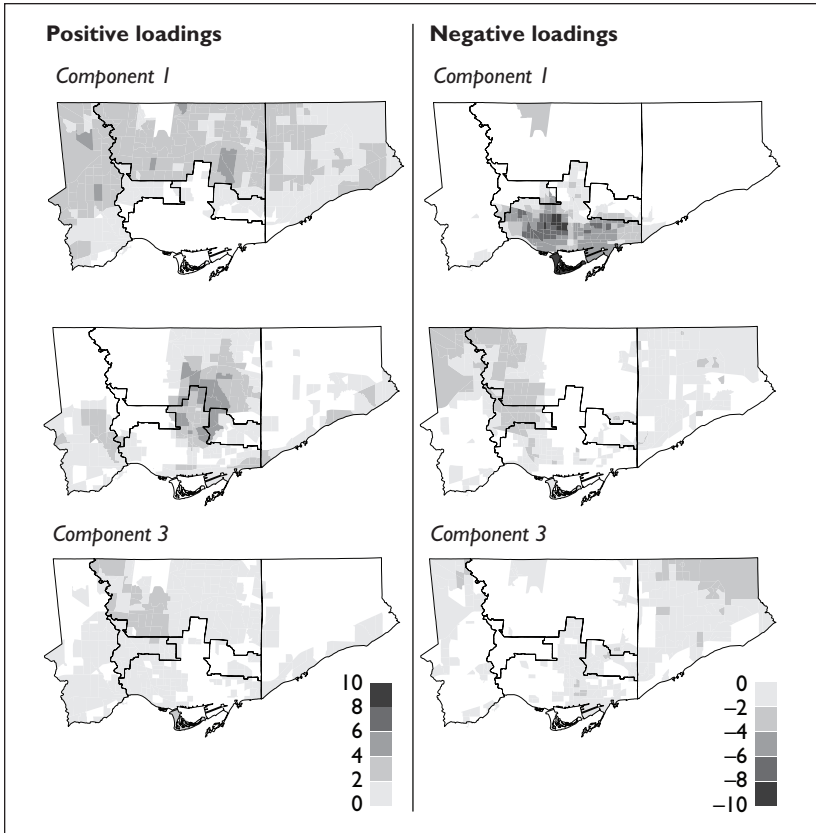 Positive loadings
Negative loadings
Component 1
Component 1
Component 3
Component 3
10
8
6
4
2
0
0
−2
−4
−6
−8
−10